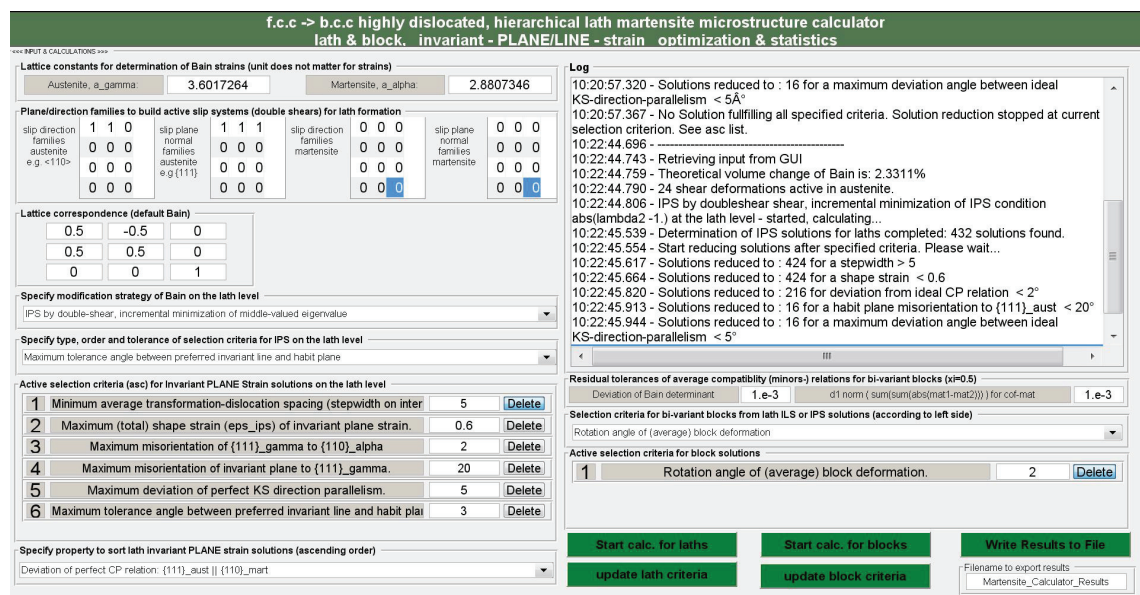 f.c.c -> b.c.c highly dislocated, hierarchical lath martensite microstructure calculator
lath & block, invariant - PLANE/LINE - strain optimization & statistics
<<< INPUT & CALCULATIONS >>>
Lattice constants for determination of Bain strains (unit does not matter for strains)
Austenite, a_gamma: 3.6017264 Martensite, a_alpha: 2.8807346
Plane/direction families to build active slip systems (double shears) for lath formation
slip direction families austenite e.g. <110>
1 1 0
0 0 0
0 0 0
0 0 0
slip plane normal families austenite e.g {111}
1 1 1
0 0 0
0 0 0
0 0 0
slip direction families martensite
0 0 0
0 0 0
0 0 0
0 0 0
slip plane normal families martensite
0 0 0
0 0 0
0 0 0
0 0 0
Lattice correspondence (default Bain)
0.5 -0.5 0
0.5 0.5 0
0 0 1
Specify modification strategy of Bain on the lath level
IPS by double-shear, incremental minimization of middle-valued eigenvalue
Specify type, order and tolerance of selection criteria for IPS on the lath level
Maximum tolerance angle between preferred invariant line and habit plane
Active selection criteria (asc) for Invariant PLANE Strain solutions on the lath level
1 Minimum average transformation-dislocation spacing (stepwidth on inter 5 Delete
2 Maximum (total) shape strain (eps_ips) of invariant plane strain. 0.6 Delete
3 Maximum misorientation of {111}_gamma to {110}_alpha 2 Delete
4 Maximum misorientation of invariant plane to {111}_gamma. 20 Delete
5 Maximum deviation of perfect KS direction parallelism. 5 Delete
6 Maximum tolerance angle between preferred invariant line and habit plar 3 Delete
Specify property to sort lath invariant PLANE strain solutions (ascending order)
Deviation of perfect CP relation: {111}_aust || {110}_mart
Log
10:20:57.320 - Solutions reduced to : 16 for a maximum deviation angle between ideal
KS-direction-parallelism < 5Â°
10:20:57.367 - No Solution fullfilling all specified criteria. Solution reduction stopped at current
selection criterion. See asc list.
10:22:44.696 - ----------------------------------------------
10:22:44.743 - Retrieving input from GUI
10:22:44.759 - Theoretical volume change of Bain is: 2.3311%
10:22:44.790 - 24 shear deformations active in austenite.
10:22:44.806 - IPS by doubleshear shear, incremental minimization of IPS condition
abs(lambda2 -1.) at the lath level - started, calculating...
10:22:45.539 - Determination of IPS solutions for laths completed: 432 solutions found.
10:22:45.554 - Start reducing solutions after specified criteria. Please wait...
10:22:45.617 - Solutions reduced to : 424 for a stepwidth > 5
10:22:45.664 - Solutions reduced to : 424 for a shape strain < 0.6
10:22:45.820 - Solutions reduced to : 216 for deviation from ideal CP relation < 2°
10:22:45.913 - Solutions reduced to : 16 for a habit plane misorientation to {111}_aust < 20°
10:22:45.944 - Solutions reduced to : 16 for a maximum deviation angle between ideal
KS-direction-parallelism < 5°
Residual tolerances of average compatiblity (minors-) relations for bi-variant blocks (xi=0.5)
Deviation of Bain determinant 1.e-3 d1 norm ( sum(sum(abs(mat1-mat2))) ) for cof-mat 1.e-3
Selection criteria for bi-variant blocks from lath ILS or IPS solutions (according to left side)
Rotation angle of (average) block deformation
Active selection criteria for block solutions
1 Rotation angle of (average) block deformation. 2 Delete
Start calc. for laths Start calc. for blocks Write Results to File
update lath criteria update block criteria
Filename to export results
Martensite_Calculator_Results